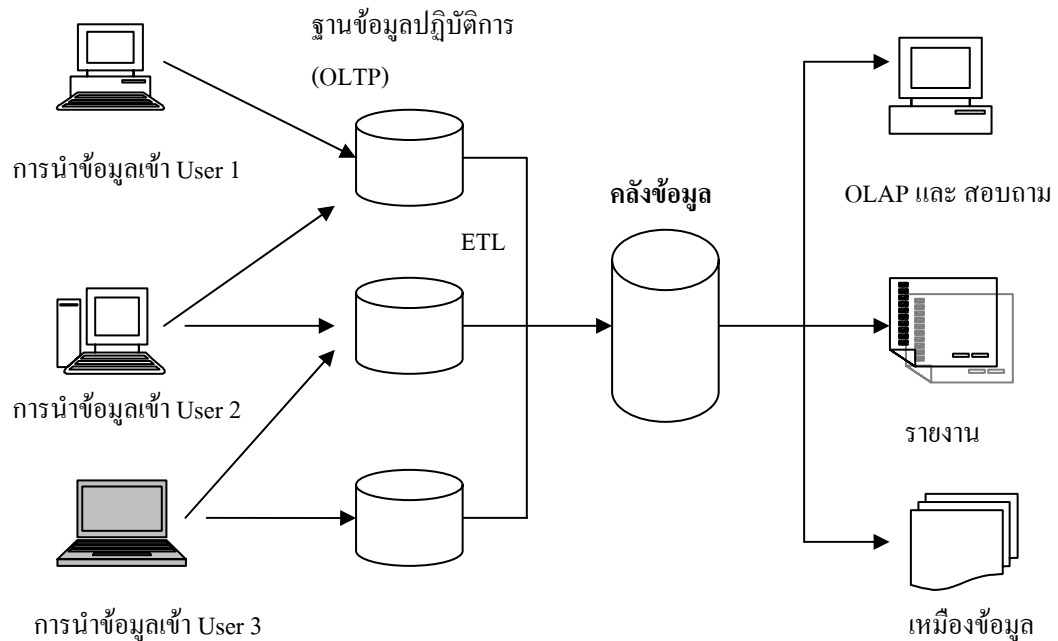 ฐานข้อมูลปฏิบัติการ
(OLTP)
การนำข้อมูลเข้า User 1
คลังข้อมูล
OLAP และ สอบถาม
ETL
การนำข้อมูลเข้า User 2
รายงาน
การนำข้อมูลเข้า User 3
เหมืองข้อมูล